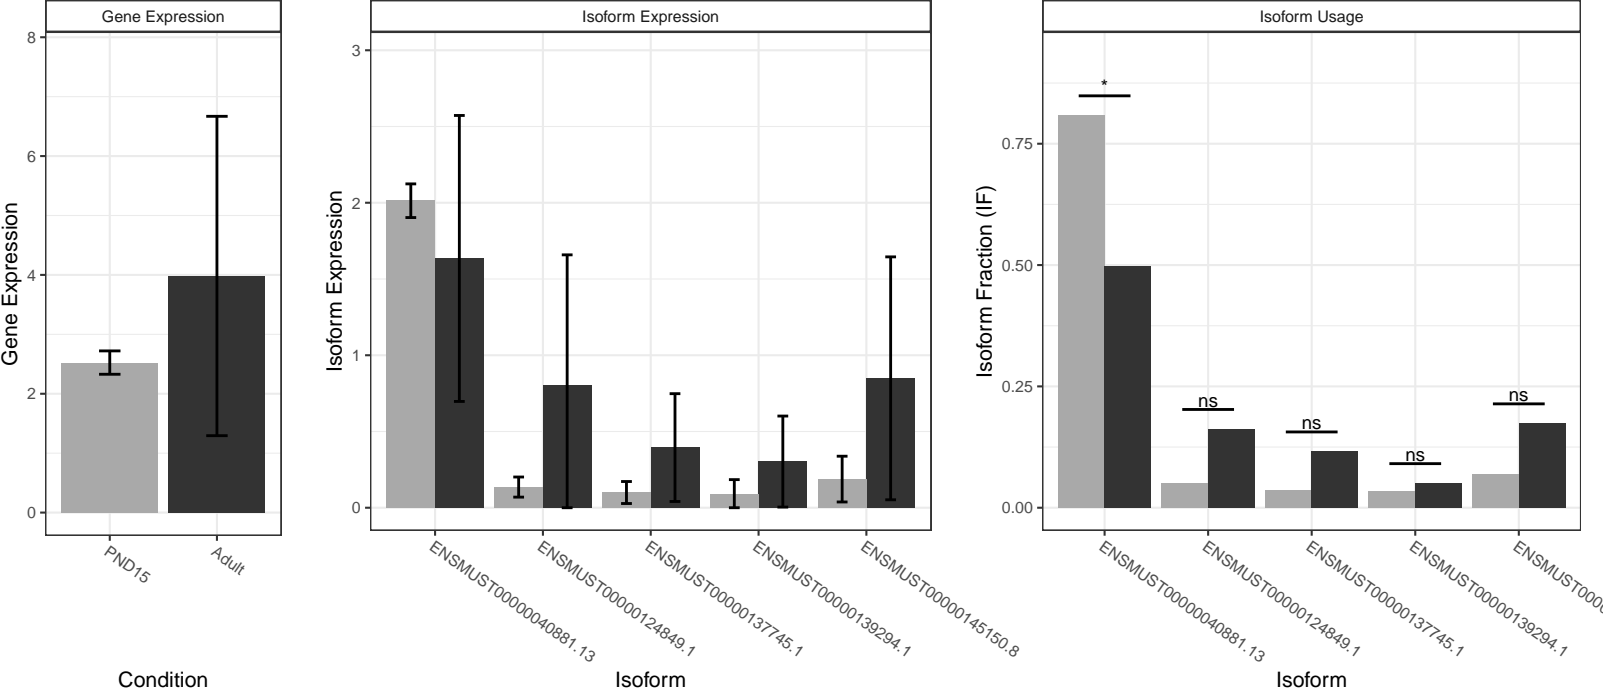 Gene Expression
Isoform Expression
Isoform Usage
Gene Expression
8
6
4
2
0
PND15
Adult
Condition
Isoform Expression
3
2
1
0
ENSMUST00000040881.13
ENSMUST00000124849.1
ENSMUST00000137745.1
ENSMUST00000139294.1
ENSMUST00000145150.8
Isoform
Isoform Fraction (IF)
0.75
0.50
0.25
0.00
*
ns
ns
ns
ns
ENSMUST00000040881.13
ENSMUST00000124849.1
ENSMUST00000137745.1
ENSMUST00000139294.1
Isoform